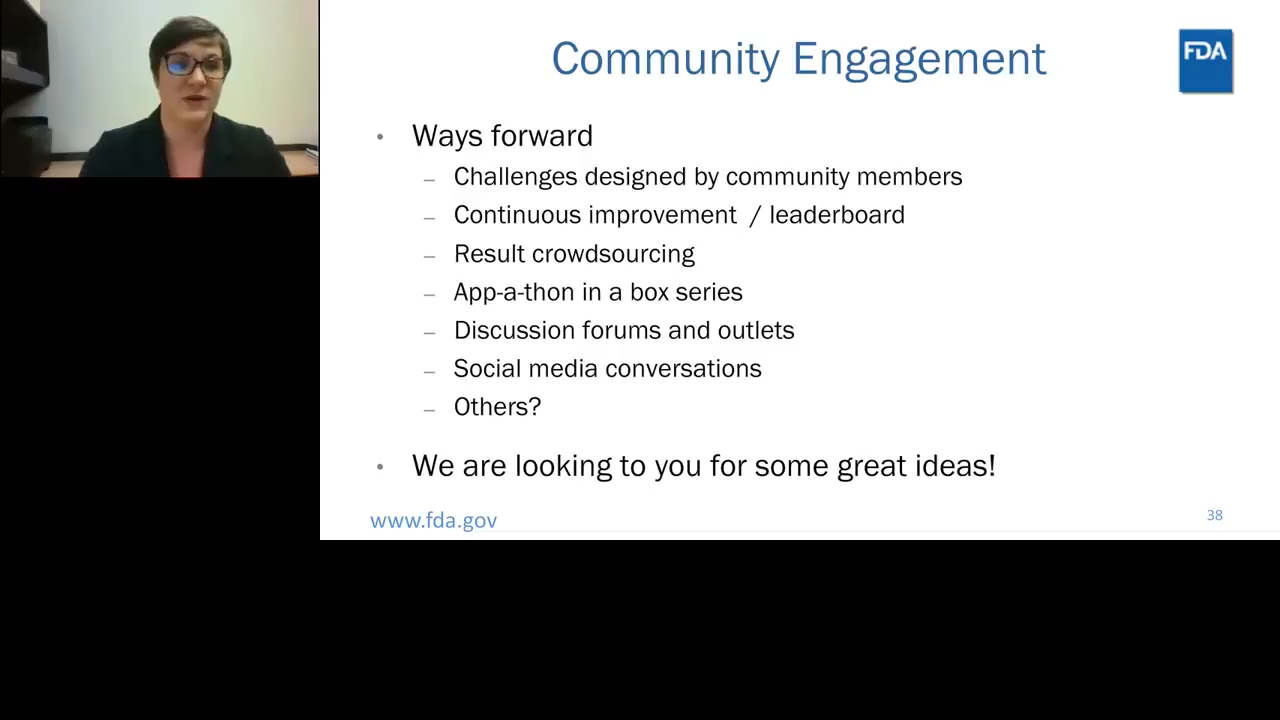 Community Engagement
FDA
• Ways forward
– Challenges designed by community members
– Continuous improvement / leaderboard
– Result crowdsourcing
– App-a-thon in a box series
– Discussion forums and outlets
– Social media conversations
– Others?
• We are looking to you for some great ideas!
www.fda.gov
38